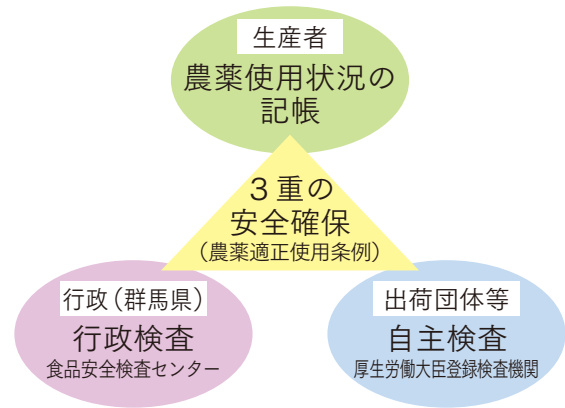 生産者
農薬使用状況の
記帳
3重の
安全確保
(農薬適正使用条例)
行政(群馬県)
行政検査
食品安全検査センター
出荷団体等
自主検査
厚生労働大臣登録検査機関